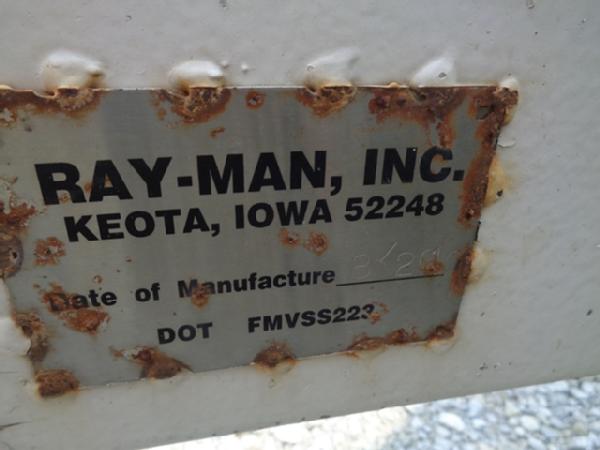 RAY-MAN, INC.
KEOTA, IOWA 52248
Date of Manufacture
DOT FMVSS223